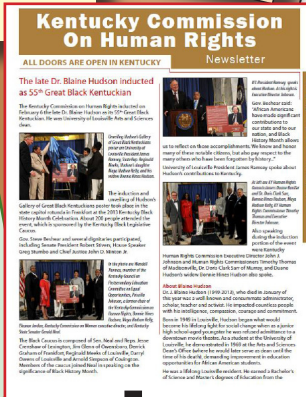 Kentucky Commission
On Human Rights
ALL DOORS ARE OPEN IN KENTUCKY
Newsletter
The late Dr. Blaine Hudson inducted
as 55th Great Black Kentuckian
The Kentucky Commission on Human Rights inducted on
February 6 the late Dr. Blaine Hudson as its 55th Great Black
Kentuckian. He was University of Louisville Arts and Sciences
dean.
The induction and
unveiling of Hudson's
Gallery of Great Black Kentuckians poster took place in the
state capitol rotunda in Frankfort at the 2013 Kentucky Black
History Month Celebration. About 200 people attended the
event, which is sponsored by the Kentucky Black Legislative
Caucus.
Gov. Steve Beshear and several dignitaries participated,
including Senate President Robert Stivers, House Speaker
Greg Stumbo and Chief Justice John D. Minton Jr.
The Black Caucus is composed of Sen. Neal and Reps. Jesse
Crenshaw of Lexington, Jim Glenn of Owensboro, Derrick
Graham of Frankfort, Reginald Meeks of Louisville, Darryl
Owens of Louisville and Arnold Simpson of Covington.
Members of the caucus joined Neal in speaking on the
significance of Black History Month.
Gov. Beshear said:
"African Americans
have made significant
contributions to
our state and to our
nation, and Black
History Month allows
us to reflect on those accomplishments. We know and honor
many of these notable citizens, but also pay respect to the
many others who have been forgotten by history."
University of Louisville President James Ramsey spoke about
Hudson's contributions to Kentucky.
Also speaking
during the induction
portion of the event
were Kentucky
Human Rights Commission Executive Director John J.
Johnson and Human Rights Commissioners Timothy Thomas
of Madisonville, Dr. Doris Clark Sarr of Murray, and Duane
Hudson's widow Bonnie Hines Hudson also spoke.
About Blaine Hudson
Dr. J. Blaine Hudson (1949-2013), who died in January of
this year was a well-known and consummate administrator,
scholar, teacher and activist. He impacted countless people
with his intelligence, compassion, courage and commitment.
Born in 1949 in Louisville, Hudson began what would
become his lifelong fight for social change when as a junior
high school-aged youngster he was refused admittance to a
downtown movie theatre. As a student at the University of
Louisville, he demonstrated in 1969 at the Arts and Sciences
Dean's Office (where he would later serve as dean until the
time of his death), demanding improvement in education
opportunities for African American students.
He was a lifelong Louisville resident. He earned a Bachelor's
of Science and Master's degrees of Education from the